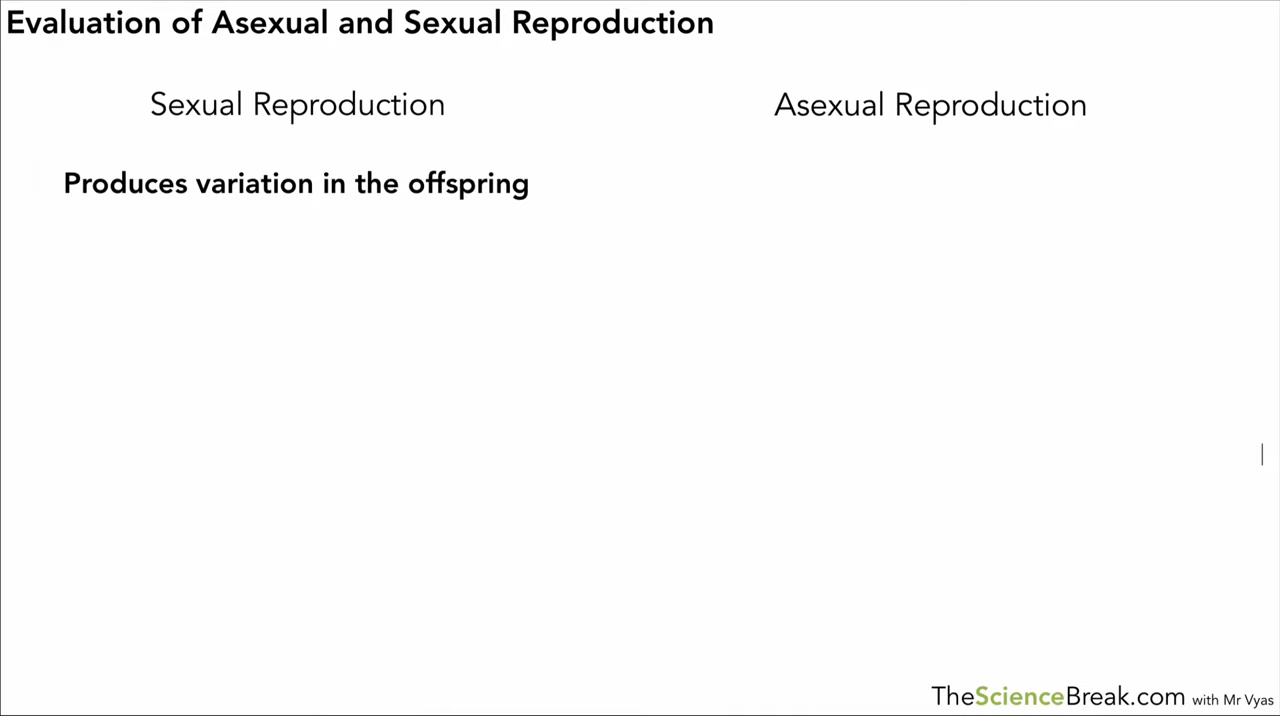 Evaluation of Asexual and Sexual Reproduction
Sexual Reproduction
Asexual Reproduction
Produces variation in the offspring
TheScienceBreak.com with Mr Vyas